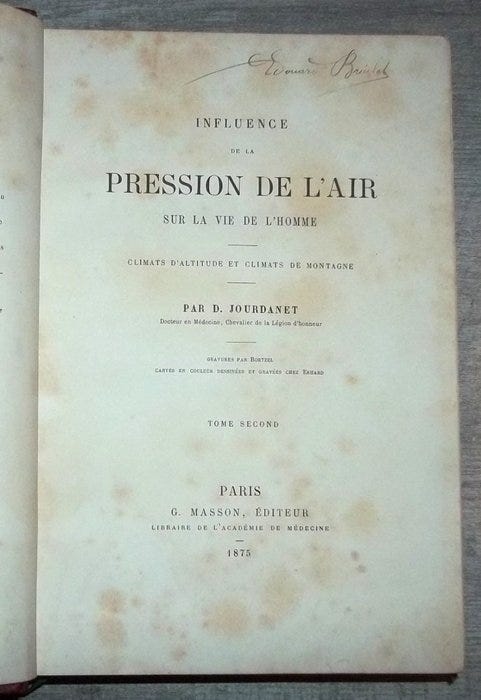 Edouard
INFLUENCE
DE LA
PRESSION DE L'AIR
SUR LA VIE DE L'HOMME
CLIMATS D'ALTITUDE ET CLIMATS DE MONTAGNE
PAR D. JOURDANET
Docteur en Médecine, Chevalier de la Légion d'honneur
GRAVURES PAR BOETZEL
CARTES EN COULEUR DESSINÉES ET GRAVÉES CHEZ ERHARD
TOME SECOND
PARIS
G. MASSON, ÉDITEUR
LIBRAIRE DE L'ACADÉMIE DE MÉDECINE
1875